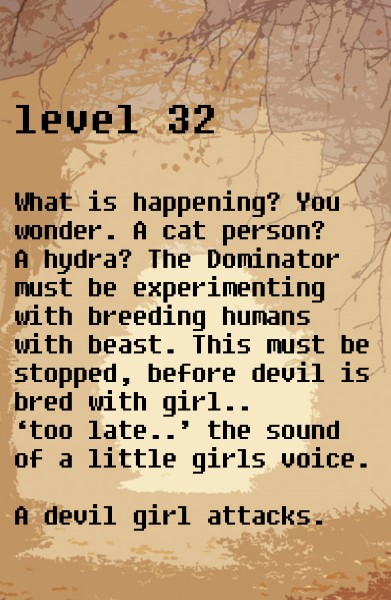 level 32
What is happening? You
wonder. A cat person?
A hydra? The Dominator
must be experimenting
with breeding humans
with beast. This must be
stopped, before devil is
bred with girl..
‘too late..’ the sound
of a little girls voice.
A devil girl attacks.